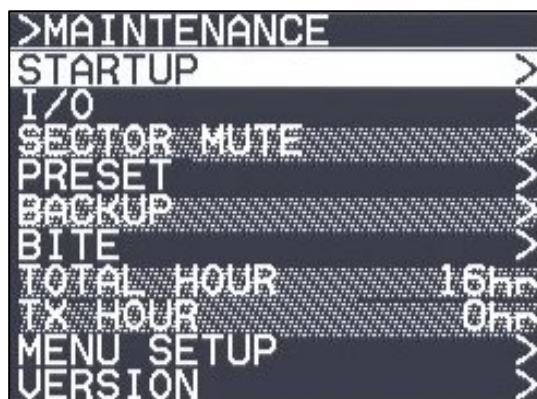 >MAINTENANCE
STARTUP >
I/O >
SECTOR MUTE >
PRESET >
BACKUP >
BITE >
TOTAL HOUR 16hr
TX HOUR 0hr
MENU SETUP >
VERSION >